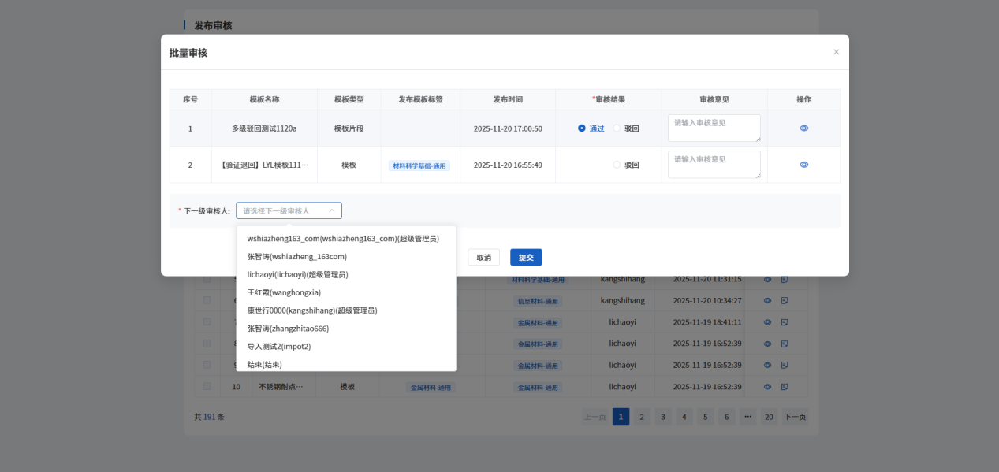 发布审核
批量审核
序号 模板名称 模板类型 发布模板标签 发布时间 *审核结果 审核意见 操作
1 多级驳回测试1120a 模板片段 2025-11-20 17:00:50 通过 驳回 请输入审核意见
2 【验证退回】LYL模板111… 模板 材料科学基础-通用 2025-11-20 16:55:49 驳回 请输入审核意见
* 下一级审核人: 请选择下一级审核人
wshiazheng163_com(wshiazheng163_com)(超级管理员)
张智涛(wshiazheng_163com)
lichaoyi(lichaoyi)(超级管理员)
王红霞(wanghongxia)
康世行0000(kangshihang)(超级管理员)
张智涛(zhangzhitao666)
导入测试2(impot2)
结束(结束)
取消 提交
材料科学基础-通用 kangshihang 2025-11-20 11:31:15
信息材料-通用 kangshihang 2025-11-20 10:34:27
金属材料-通用 lichaoyi 2025-11-19 18:41:11
金属材料-通用 lichaoyi 2025-11-19 16:52:39
金属材料-通用 lichaoyi 2025-11-19 16:52:39
10 不锈钢耐点… 模板 金属材料-通用 金属材料-通用 lichaoyi 2025-11-19 16:52:39
共 191 条 上一页 1 2 3 4 5 6 … 20 下一页